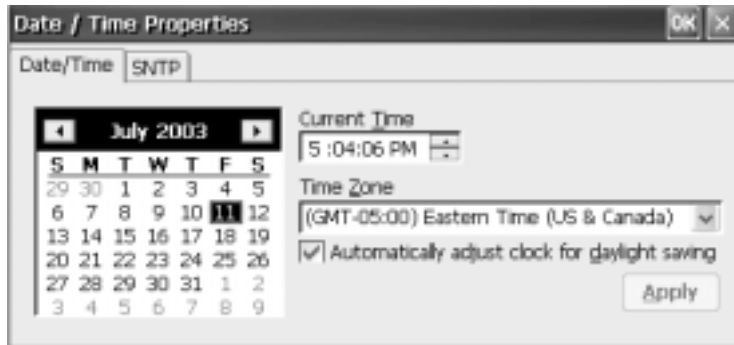 Date / Time Properties OK ×
Date/Time SNTP
July 2003
S M T W T F S
29 30 1 2 3 4 5
6 7 8 9 10 11 12
13 14 15 16 17 18 19
20 21 22 23 24 25 26
27 28 29 30 31 1 2
3 4 5 6 7 8 9
Current Time
5 :04:06 PM
Time Zone
(GMT-05:00) Eastern Time (US & Canada)
Automatically adjust clock for daylight saving
Apply